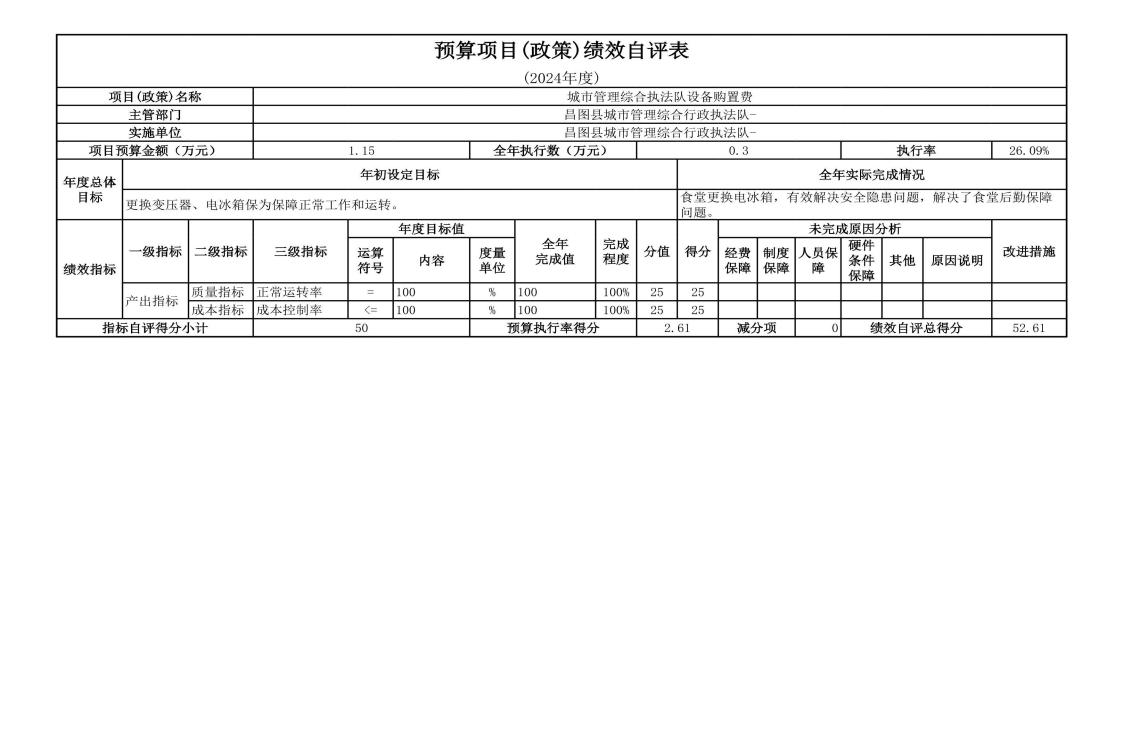 预算项目(政策)绩效自评表
(2024年度)
项目(政策)名称 城市管理综合执法队设备购置费
主管部门 昌图县城市管理综合行政执法队-
实施单位 昌图县城市管理综合行政执法队-
项目预算金额（万元） 1.15 全年执行数（万元） 0.3 执行率 26.09%
年度总体
目标
年初设定目标 全年实际完成情况
更换变压器、电冰箱保为保障正常工作和运转。
食堂更换电冰箱，有效解决安全隐患问题，解决了食堂后勤保障
问题。
绩效指标
一级指标 二级指标 三级指标
年度目标值
运算
符号
内容
度量
单位
全年
完成值
完成
程度
分值 得分
未完成原因分析
经费
保障
制度
保障
人员保
障
硬件
条件
保障
其他 原因说明
改进措施
产出指标
质量指标 正常运转率 = 100 % 100 100% 25 25
成本指标 成本控制率 <= 100 % 100 100% 25 25
指标自评得分小计 50 预算执行率得分 2.61 减分项 0 绩效自评总得分 52.61